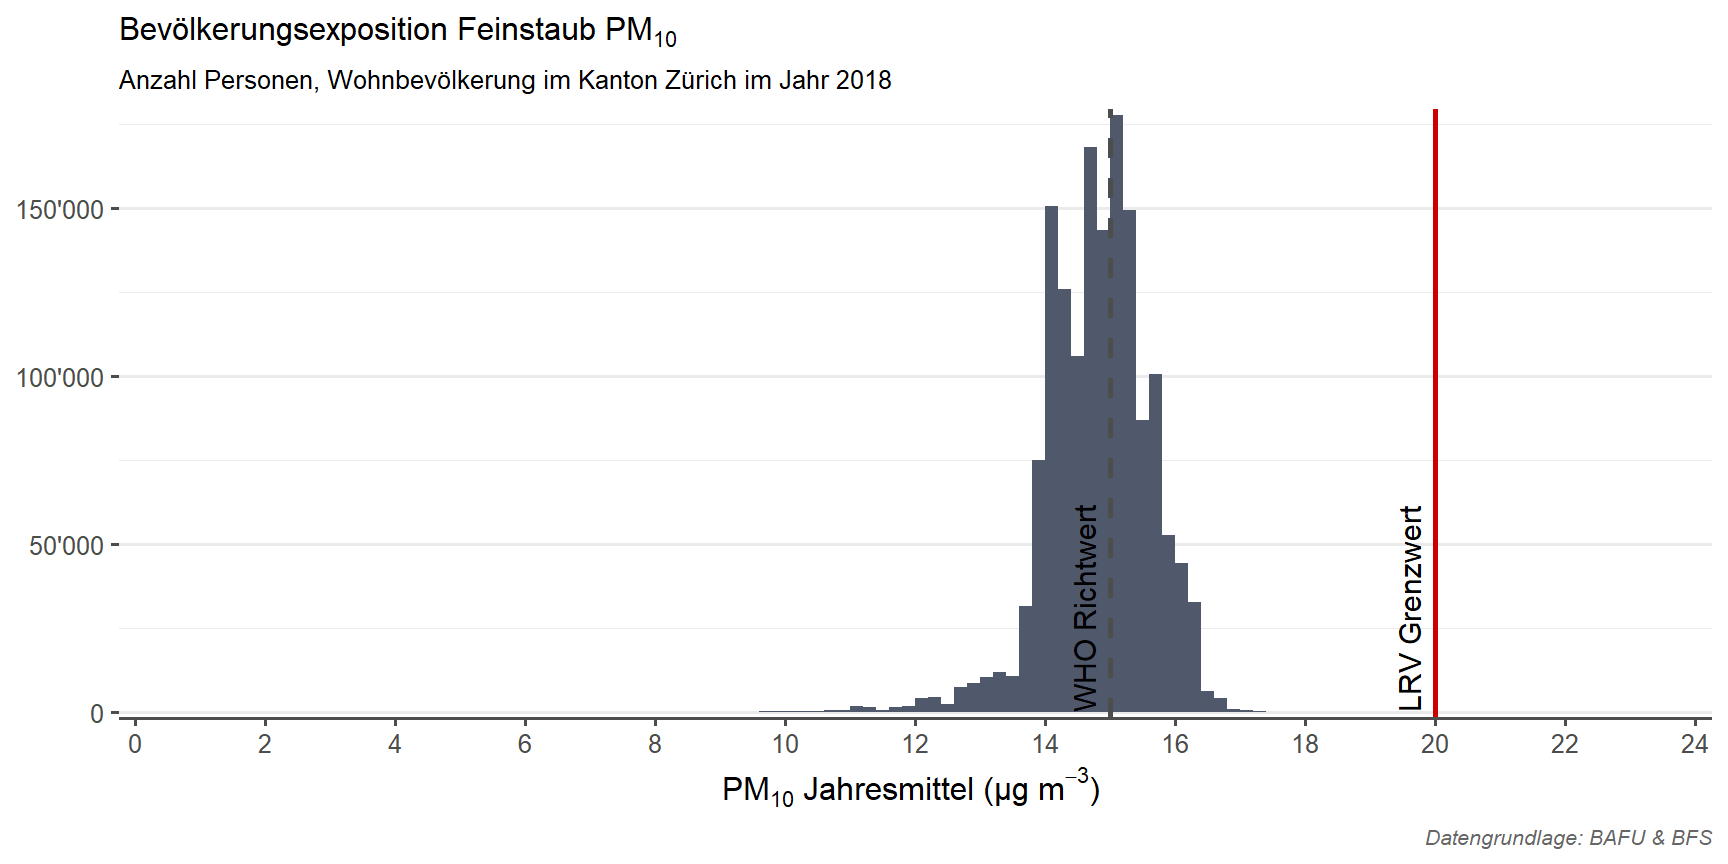 Bevölkerungsexposition Feinstaub PM₁₀
Anzahl Personen, Wohnbevölkerung im Kanton Zürich im Jahr 2018
150'000
100'000
50'000
0
WHO Richtwert
LRV Grenzwert
0 2 4 6 8 10 12 14 16 18 20 22 24
PM₁₀ Jahresmittel (µg m⁻³)
Datengrundlage: BAFU & BFS